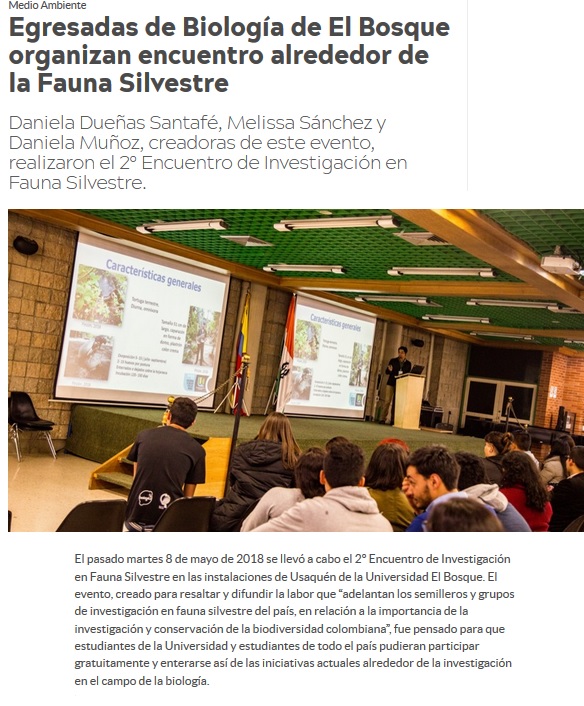 Medio Ambiente
Egresadas de Biología de El Bosque
organizan encuentro alrededor de
la Fauna Silvestre
Daniela Dueñas Santafé, Melissa Sánchez y
Daniela Muñoz, creadoras de este evento,
realizaron el 2° Encuentro de Investigación en
Fauna Silvestre.
Características generales
Características generales
El pasado martes 8 de mayo de 2018 se llevó a cabo el 2° Encuentro de Investigación
en Fauna Silvestre en las instalaciones de Usaquén de la Universidad El Bosque. El
evento, creado para resaltar y difundir la labor que “adelantan los semilleros y grupos
de investigación en fauna silvestre del país, en relación a la importancia de la
investigación y conservación de la biodiversidad colombiana”, fue pensado para que
estudiantes de la Universidad y estudiantes de todo el país pudieran participar
gratuitamente y enterarse así de las iniciativas actuales alrededor de la investigación
en el campo de la biología.